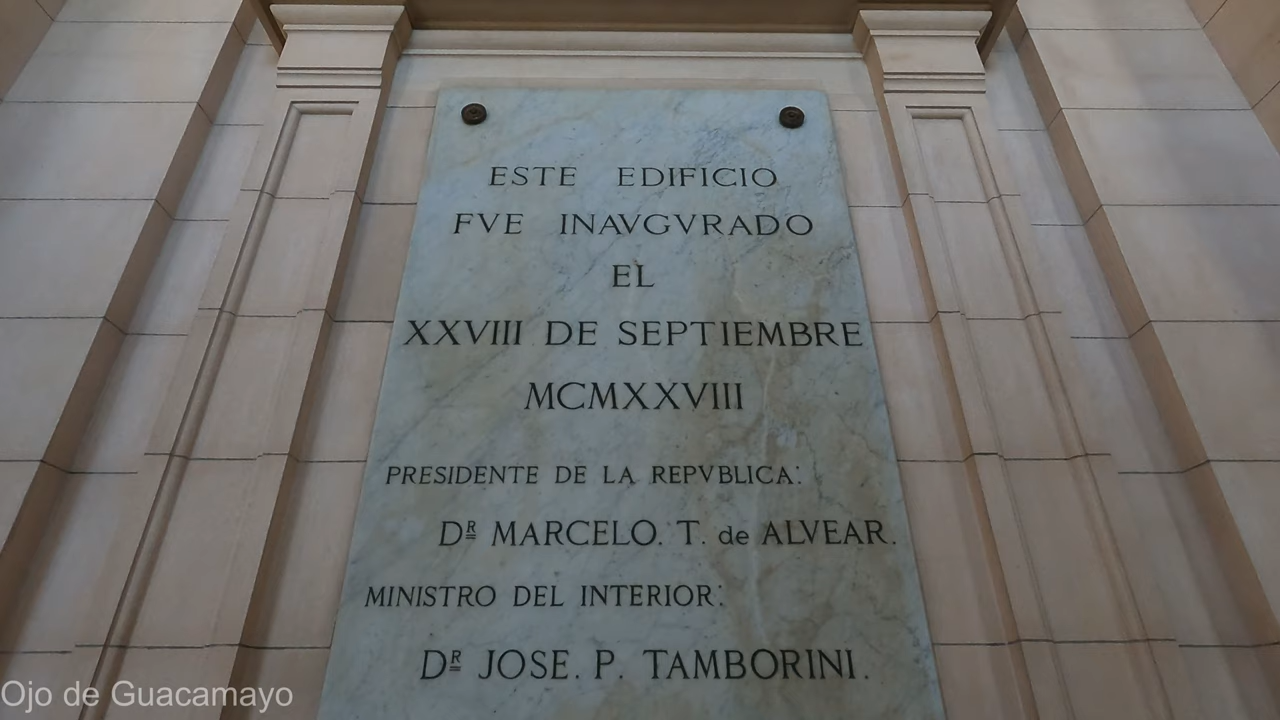 ESTE EDIFICIO
FVE INAVGVRADO
EL
XXVIII DE SEPTIEMBRE
MCMXXVIII
PRESIDENTE DE LA REPVBLICA:
DR MARCELO. T. de ALVEAR.
MINISTRO DEL INTERIOR:
DR JOSE. P. TAMBORINI.
Ojo de Guacamayo